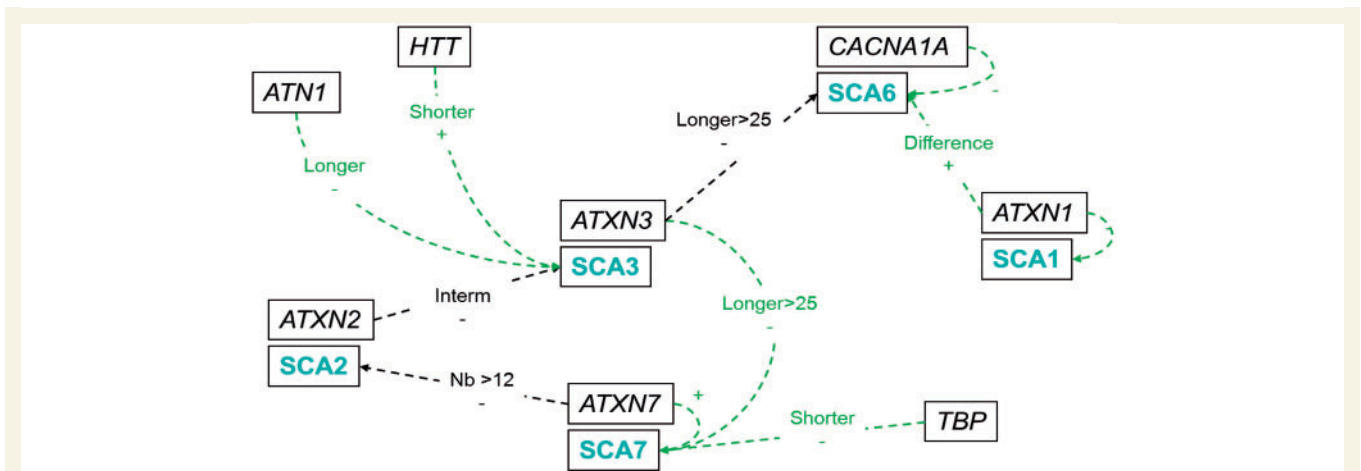 HTT
CACNA1A
ATN1
SCA6
Shorter
+
Longer>25
-
-
Difference
+
Longer
-
ATXN3
ATXN1
-
SCA3
SCA1
Interm
-
Longer>25
-
ATXN2
SCA2
Nb >12
-
ATXN7
+
Shorter
-
TBP
SCA7